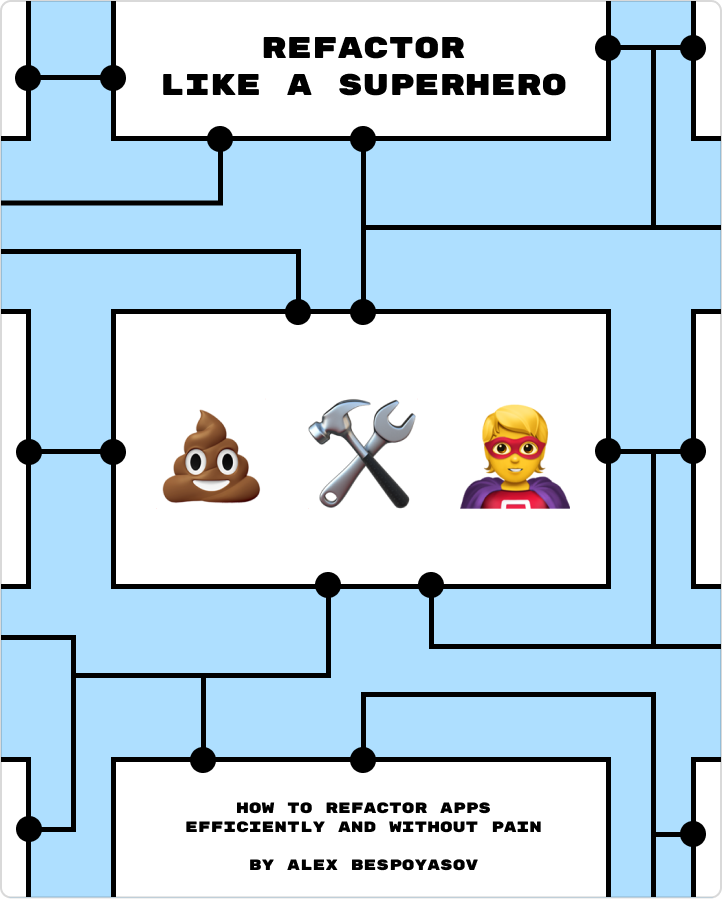 REFACTOR
LIKE A SUPERHERO
HOW TO REFACTOR APPS
EFFICIENTLY AND WITHOUT PAIN
BY ALEX BESPOYASOV